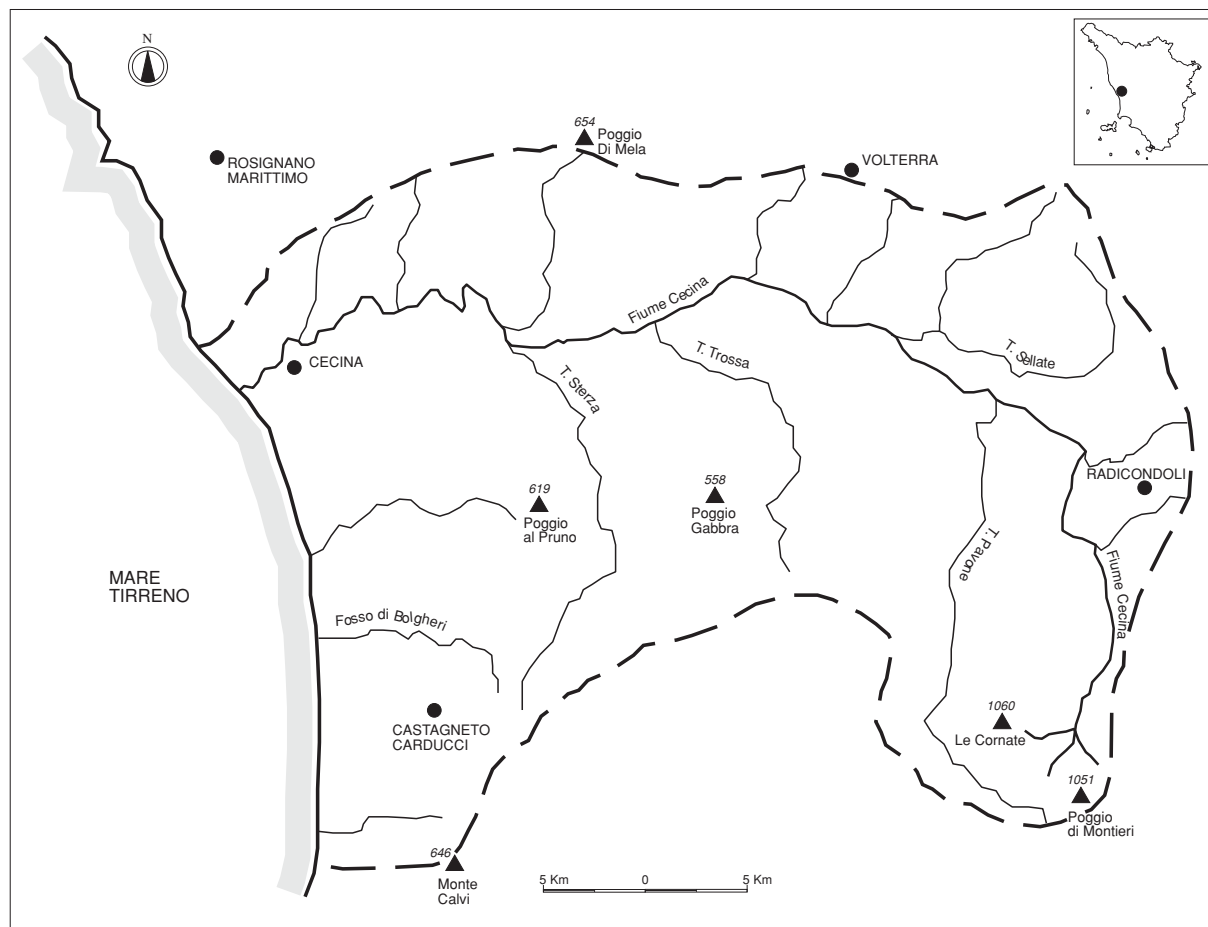 N
654
Poggio
Di Mela
ROSIGNANO
MARITTIMO
VOLTERRA
Fiume Cecina
CECINA
T. Sterza
T. Trossa
T. Sellate
RADICONDOLI
619
Poggio
al Pruno
558
Poggio
Gabbra
T. Pavone
Fiume Cecina
MARE
TIRRENO
Fosso di Bolgheri
CASTAGNETO
CARDUCCI
1060
Le Cornate
1051
Poggio
di Montieri
646
Monte
Calvi
5 Km 0 5 Km